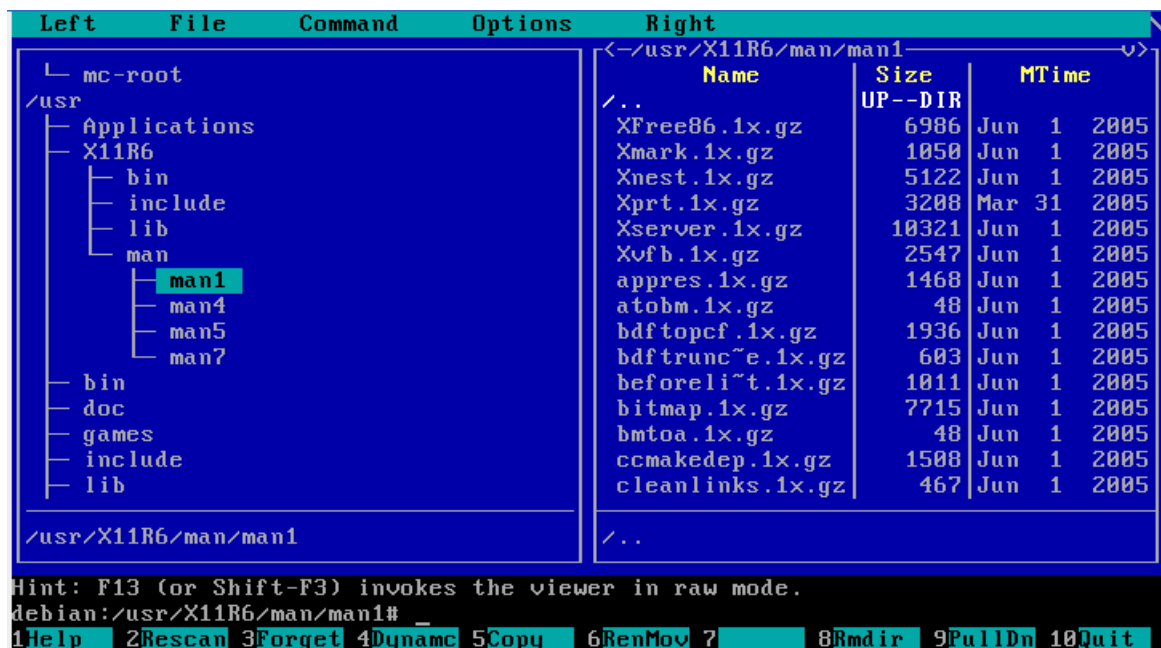 Left File Command Options Right
<-/usr/X11R6/man/man1 v>
└─ mc-root
/usr
├─ Applications
├─ X11R6
├─ bin
├─ include
├─ lib
└─ man
├─ man1
├─ man4
├─ man5
└─ man7
├─ bin
├─ doc
├─ games
├─ include
├─ lib
/usr/X11R6/man/man1
Name Size MTime
/.. UP--DIR
XFree86.1x.gz 6986 Jun 1 2005
Xmark.1x.gz 1050 Jun 1 2005
Xnest.1x.gz 5122 Jun 1 2005
Xprt.1x.gz 3208 Mar 31 2005
Xserver.1x.gz 10321 Jun 1 2005
Xvfb.1x.gz 2547 Jun 1 2005
appres.1x.gz 1468 Jun 1 2005
atobm.1x.gz 48 Jun 1 2005
bdftopcf.1x.gz 1936 Jun 1 2005
bdftrunc~e.1x.gz 603 Jun 1 2005
beforeli~t.1x.gz 1011 Jun 1 2005
bitmap.1x.gz 7715 Jun 1 2005
bmtoa.1x.gz 48 Jun 1 2005
ccmakedep.1x.gz 1508 Jun 1 2005
cleanlinks.1x.gz 467 Jun 1 2005
/..
Hint: F13 (or Shift-F3) invokes the viewer in raw mode.
debian:/usr/X11R6/man/man1# _
1Help 2Rescan 3Forget 4Dynamc 5Copy 6RenMov 7 8Rmdir 9PullDn 10Quit